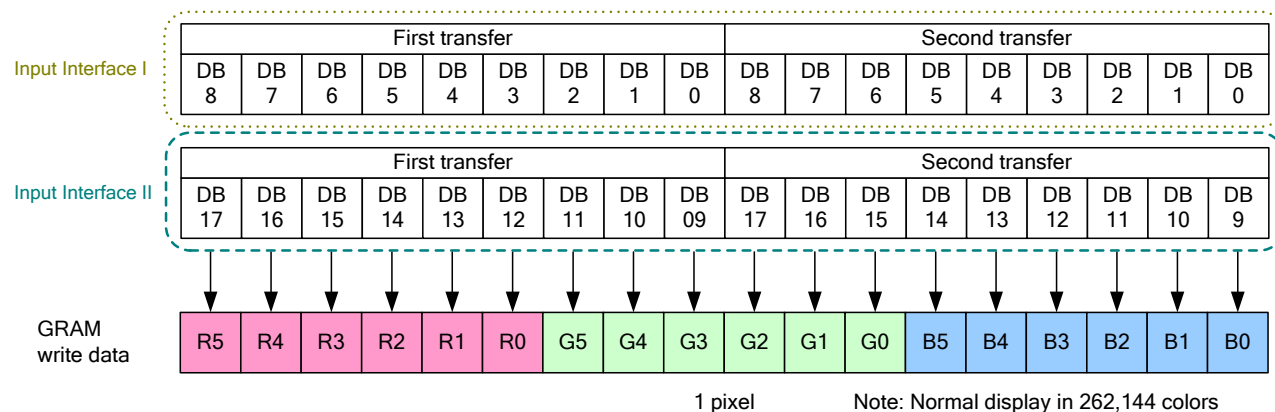 First transfer Second transfer
Input Interface I
DB 8 DB 7 DB 6 DB 5 DB 4 DB 3 DB 2 DB 1 DB 0 DB 8 DB 7 DB 6 DB 5 DB 4 DB 3 DB 2 DB 1 DB 0
First transfer Second transfer
Input Interface II
DB 17 DB 16 DB 15 DB 14 DB 13 DB 12 DB 11 DB 10 DB 09 DB 17 DB 16 DB 15 DB 14 DB 13 DB 12 DB 11 DB 10 DB 9
GRAM
write data
R5 R4 R3 R2 R1 R0 G5 G4 G3 G2 G1 G0 B5 B4 B3 B2 B1 B0
1 pixel Note: Normal display in 262,144 colors